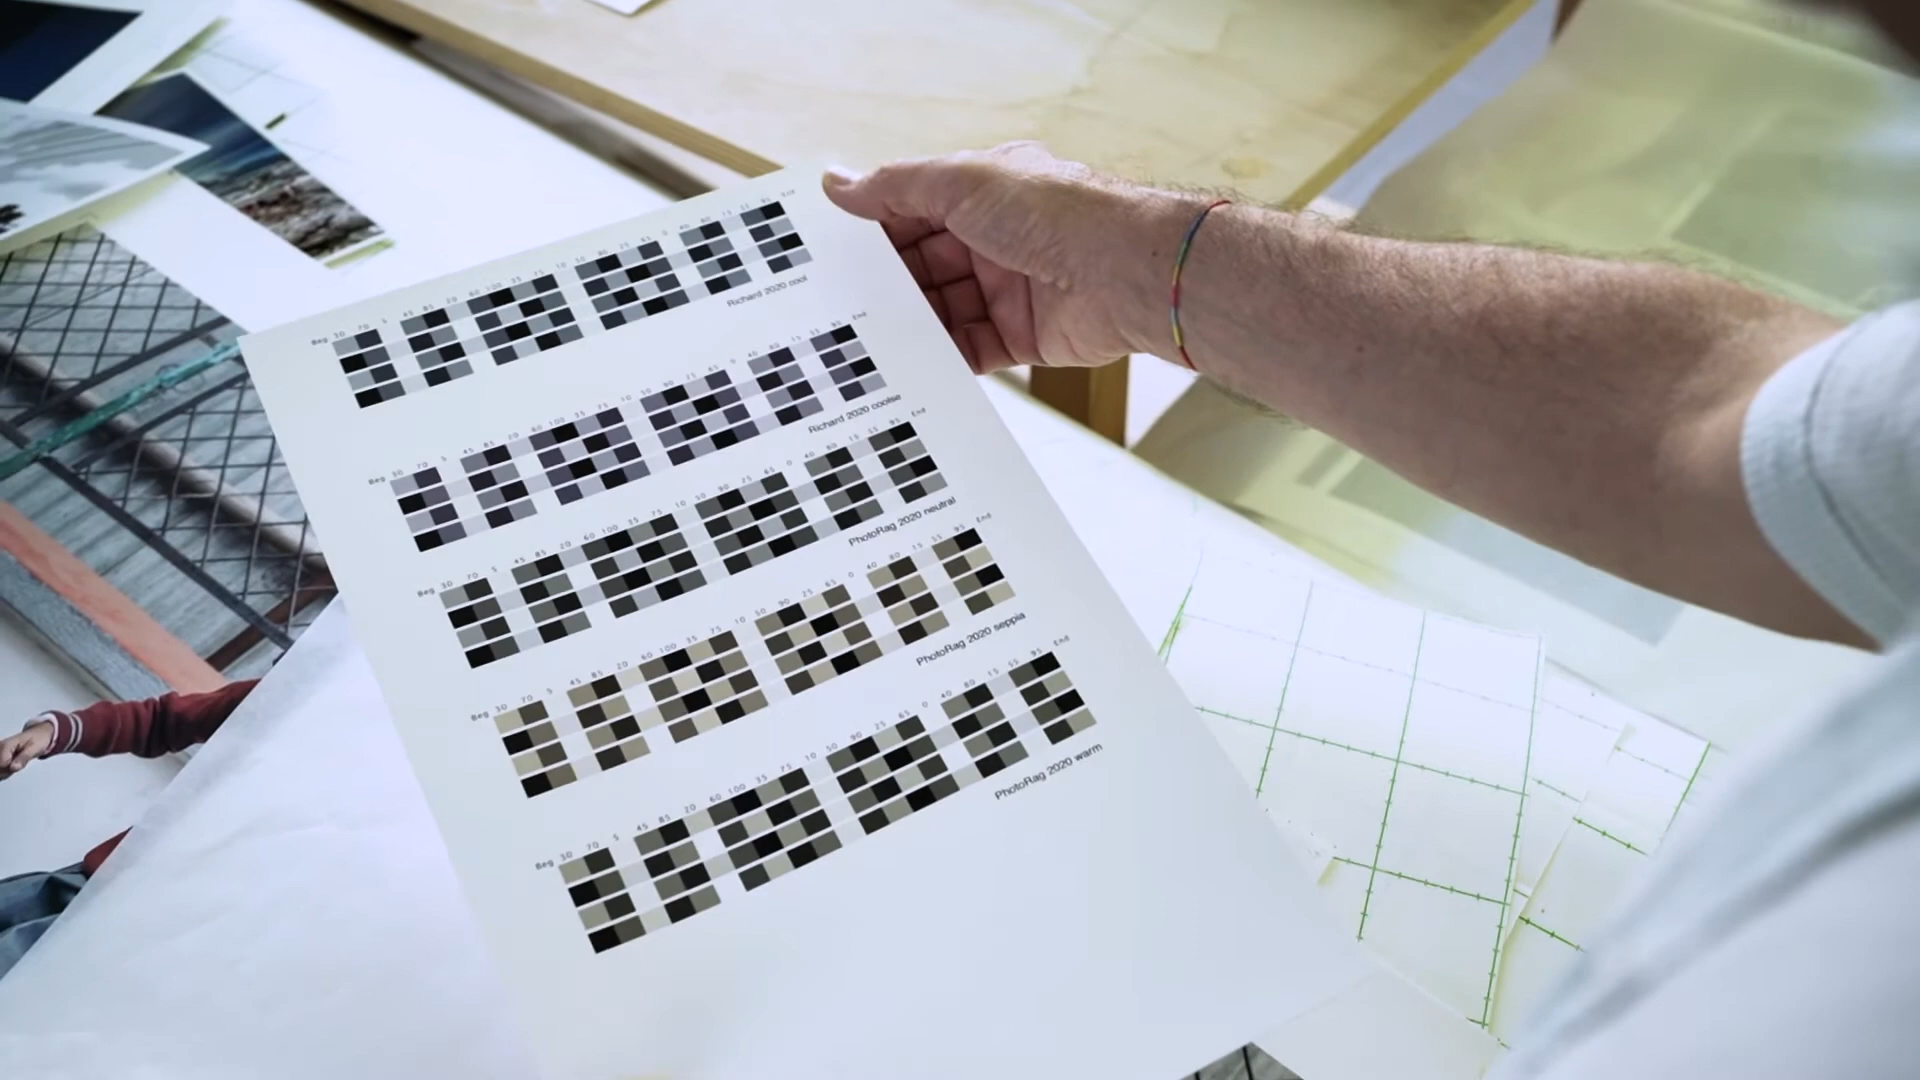 Beg 30 70 5 45 85 20 60 100 35 75 10 50 90 25 65 0 40 80 15 55 95 End
Richard 2020 cool
Beg 30 70 5 45 85 20 60 100 35 75 10 50 90 25 65 0 40 80 15 55 95 End
Richard 2020 coolse
Beg 30 70 5 45 85 20 60 100 35 75 10 50 90 25 65 0 40 80 15 55 95 End
PhotoRag 2020 neutral
Beg 30 70 5 45 85 20 60 100 35 75 10 50 90 25 65 0 40 80 15 55 95 End
PhotoRag 2020 seppia
Beg 30 70 5 45 85 20 60 100 35 75 10 50 90 25 65 0 40 80 15 55 95 End
PhotoRag 2020 warm